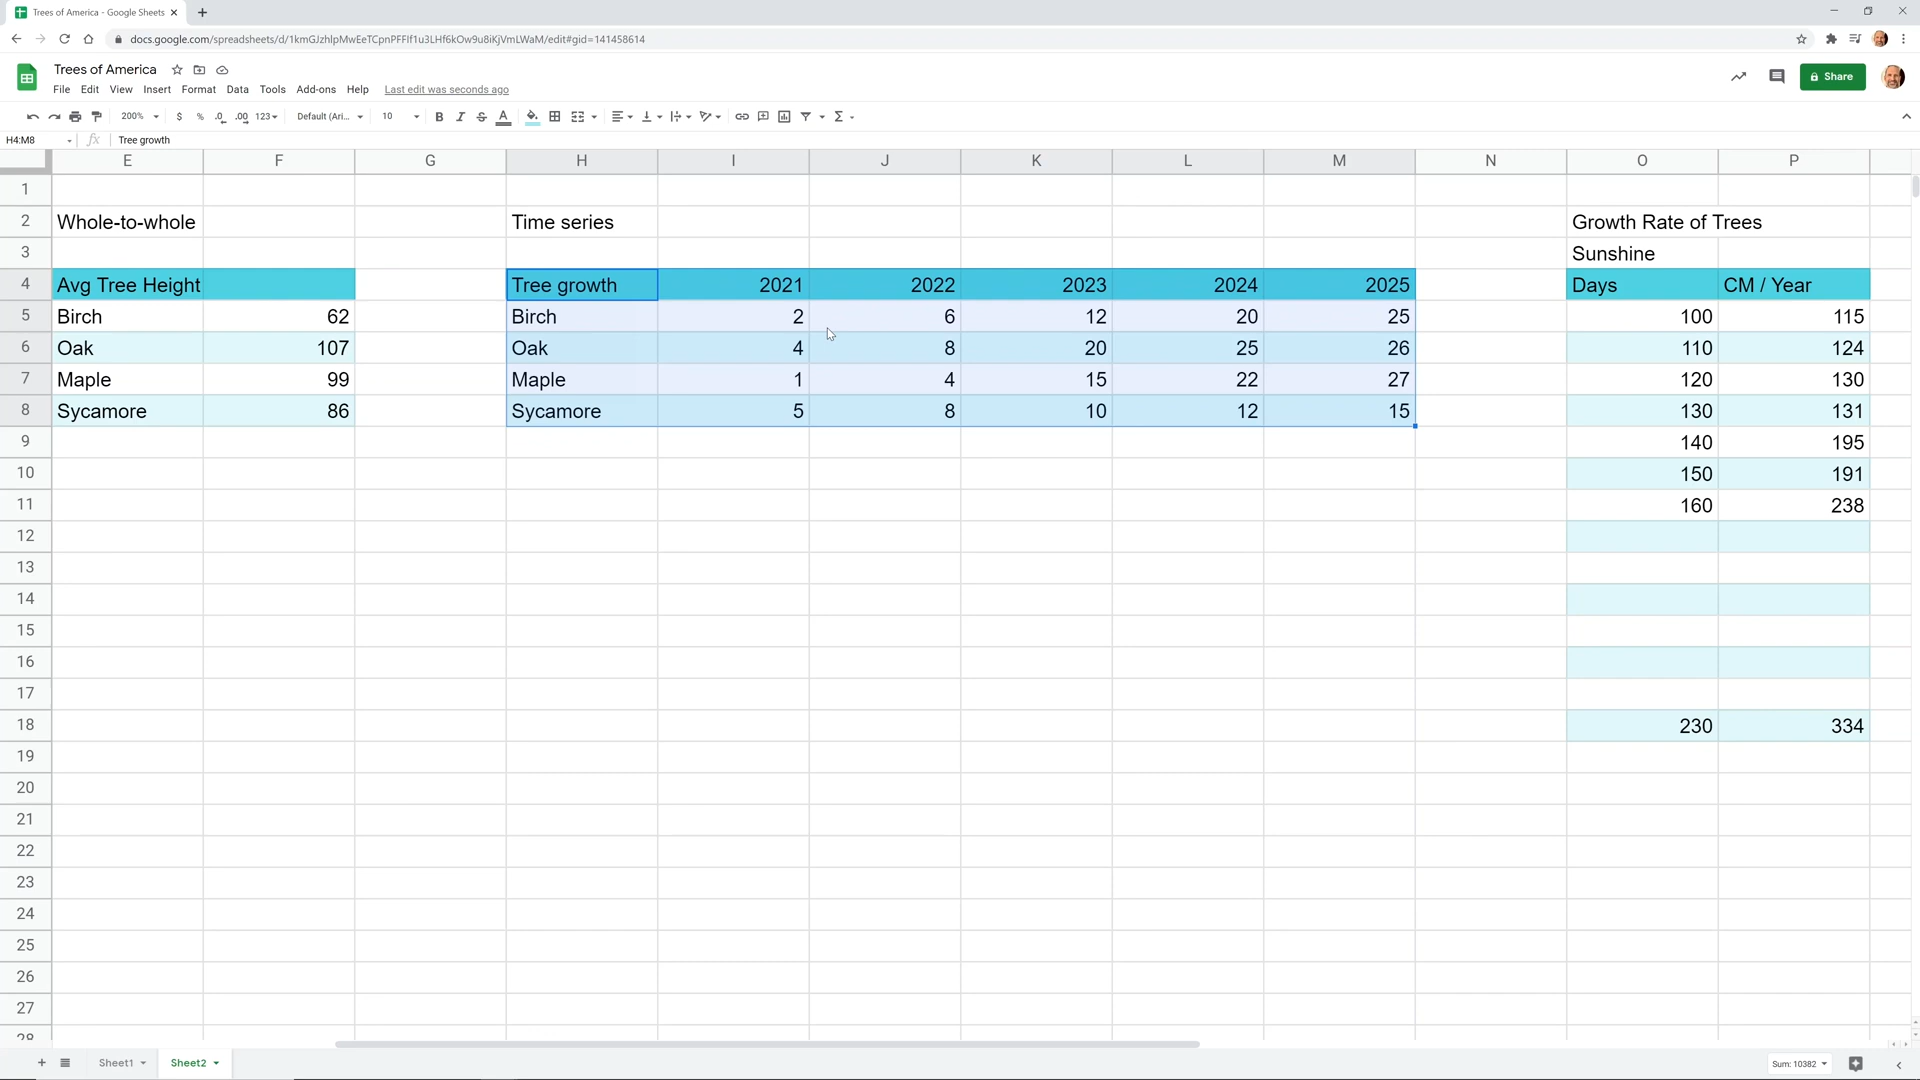 Trees of America - Google Sheets
docs.google.com/spreadsheets/d/1kmGJzhlpMwEeTCpnPFFIf1u3LHf6kOw9u8iKjVmLWaM/edit#gid=141458614
Trees of America
File Edit View Insert Format Data Tools Add-ons Help Last edit was seconds ago
Share
200% $ % .0 .00 123 Default (Ari... 10 B I S A
H4:M8 fx Tree growth
E F G H I J K L M N O P
1
2 Whole-to-whole Time series Growth Rate of Trees
3 Sunshine
4 Avg Tree Height Tree growth 2021 2022 2023 2024 2025 Days CM / Year
5 Birch 62 Birch 2 6 12 20 25 100 115
6 Oak 107 Oak 4 8 20 25 26 110 124
7 Maple 99 Maple 1 4 15 22 27 120 130
8 Sycamore 86 Sycamore 5 8 10 12 15 130 131
9 140 195
10 150 191
11 160 238
12
13
14
15
16
17
18 230 334
19
20
21
22
23
24
25
26
27
28
Sheet1 Sheet2 Sum: 10382